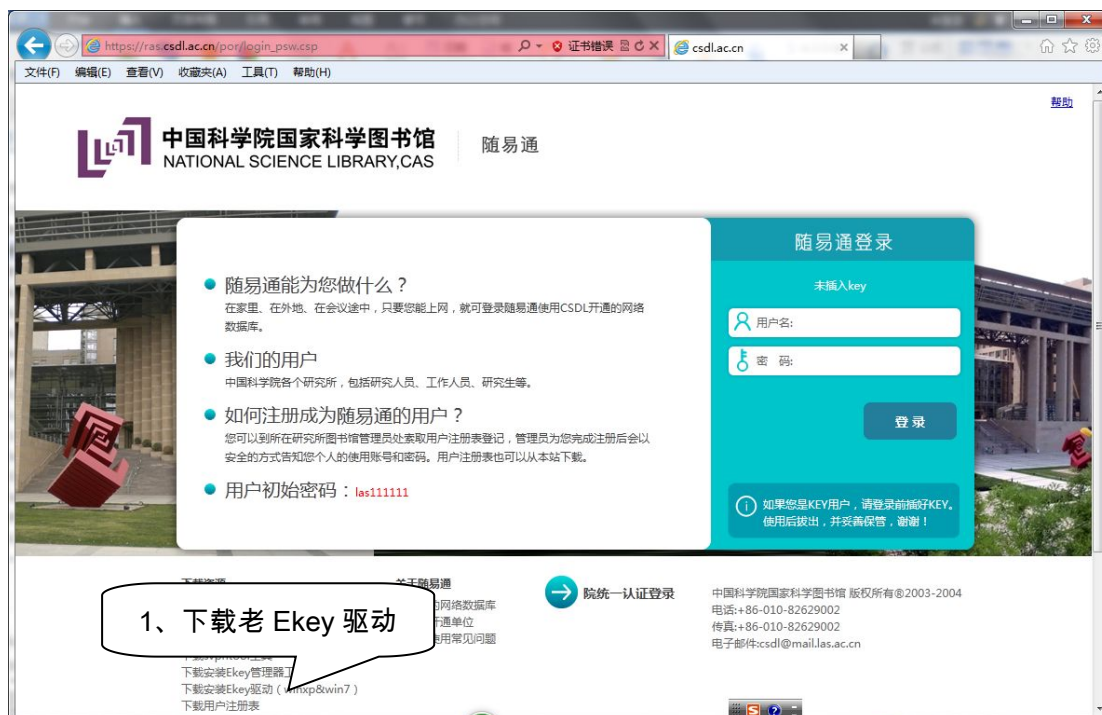 https://ras.csdl.ac.cn/por/login_psw.csp
证书错误
csdl.ac.cn
文件(F) 编辑(E) 查看(V) 收藏夹(A) 工具(T) 帮助(H)
帮助
中国科学院国家科学图书馆
NATIONAL SCIENCE LIBRARY,CAS
随易通
随易通能为您做什么？
在家里、在外地、在会议途中，只要您能上网，就可登录随易通使用CSDL开通的网络
数据库。
我们的用户
中国科学院各个研究所，包括研究人员、工作人员、研究生等。
如何注册成为随易通的用户？
您可以到所在研究所图书馆管理员处索取用户注册表登记，管理员为您完成注册后会以
安全的方式告知您个人的使用账号和密码。用户注册表也可以从本站下载。
用户初始密码：las111111
随易通登录
未插入key
用户名:
密 码:
登录
如果您是KEY用户，请登录前插好KEY。
使用后拔出，并妥善保管，谢谢！
关于随易通
的网络数据库
开通单位
使用常见问题
1、下载老 Ekey 驱动
下载安装Ekey管理器工
下载安装Ekey驱动（winxp&win7）
下载用户注册表
院统一认证登录
中国科学院国家科学图书馆 版权所有©2003-2004
电话:+86-010-82629002
传真:+86-010-82629002
电子邮件:csdl@mail.las.ac.cn